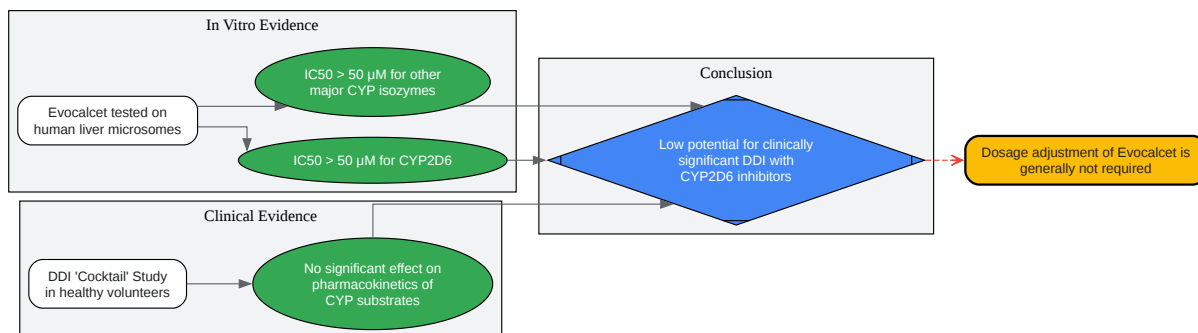 In Vitro Evidence
Evocalcet tested on
human liver microsomes
IC50 > 50 μM for other
major CYP isozymes
IC50 > 50 μM for CYP2D6
Clinical Evidence
DDI 'Cocktail' Study
in healthy volunteers
No significant effect on
pharmacokinetics of
CYP substrates
Conclusion
Low potential for clinically
significant DDI with
CYP2D6 inhibitors
Dosage adjustment of Evocalcet is
generally not required